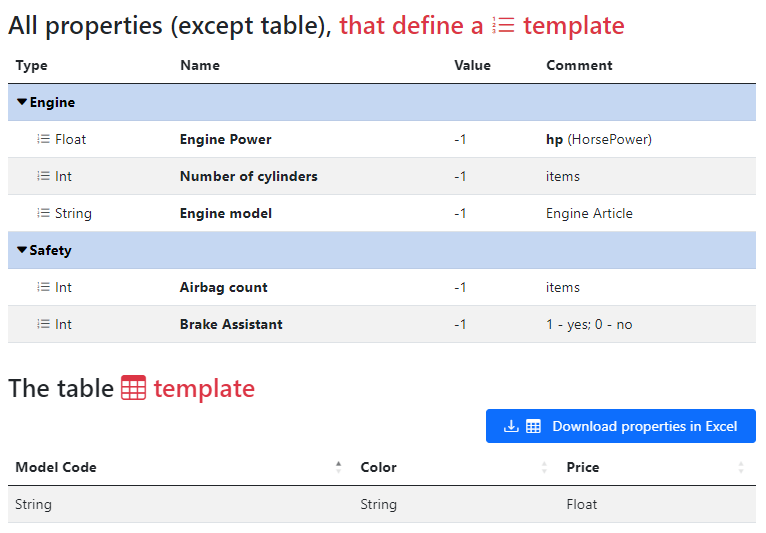 All properties (except table), that define a template
Type Name Value Comment
Engine
Float Engine Power -1 hp (HorsePower)
Int Number of cylinders -1 items
String Engine model -1 Engine Article
Safety
Int Airbag count -1 items
Int Brake Assistant -1 1 - yes; 0 - no
The table template
Download properties in Excel
Model Code Color Price
String String Float